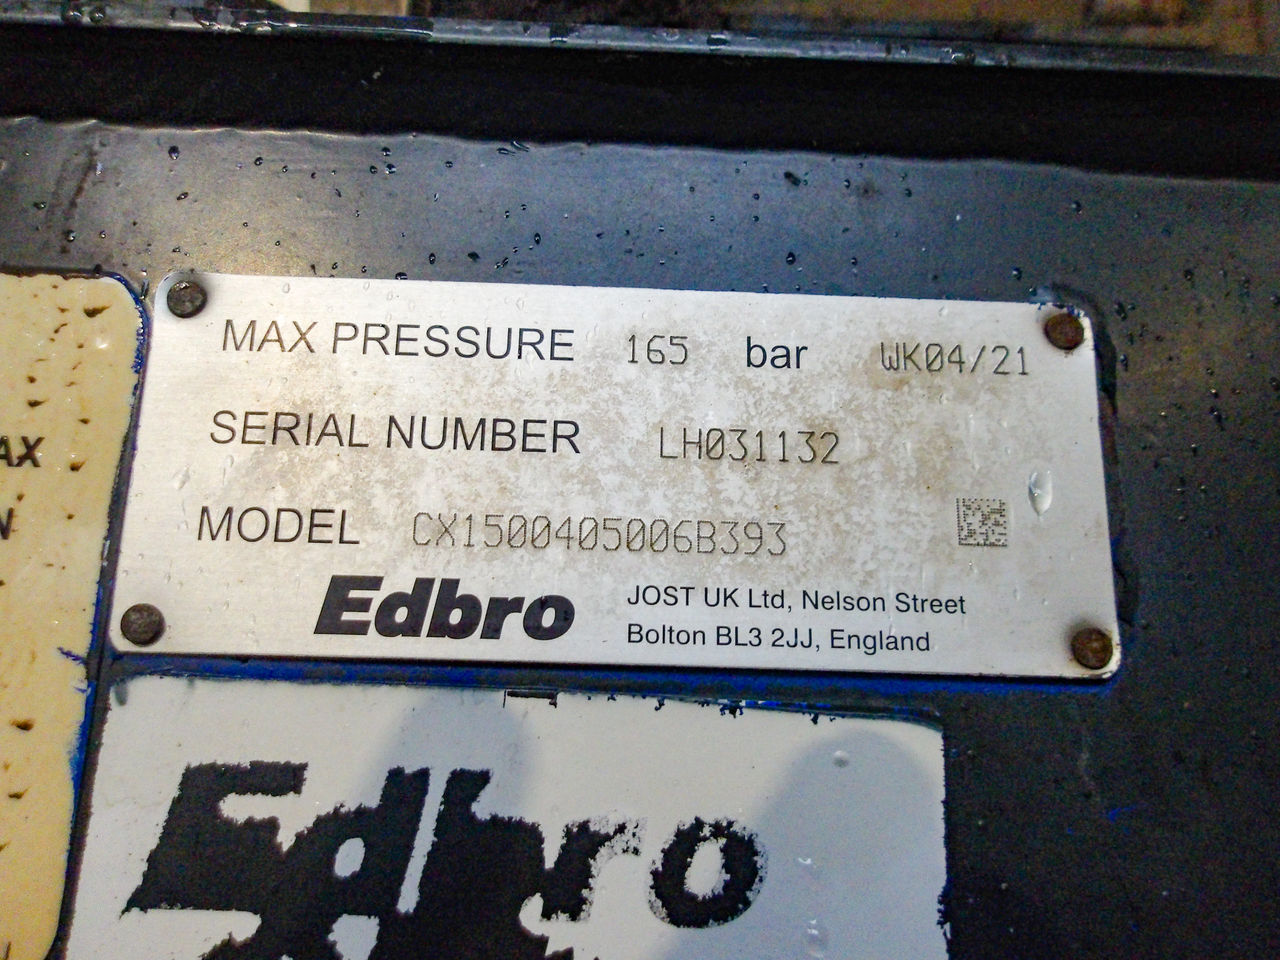 MAX PRESSURE 165 bar WK04/21
SERIAL NUMBER LH031132
MODEL CX1500405006B393
Edbro JOST UK Ltd, Nelson Street
Bolton BL3 2JJ, England
AX
N
Edbro